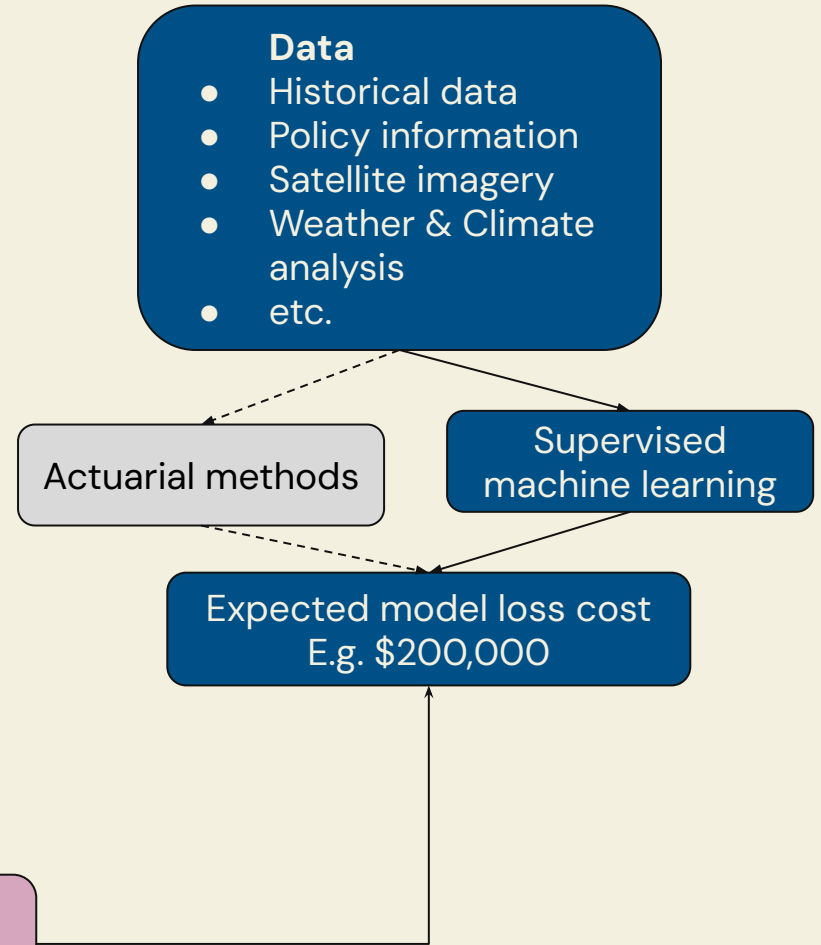 Data
● Historical data
● Policy information
● Satellite imagery
● Weather & Climate
analysis
● etc.
Actuarial methods
Supervised
machine learning
Expected model loss cost
E.g. $200,000